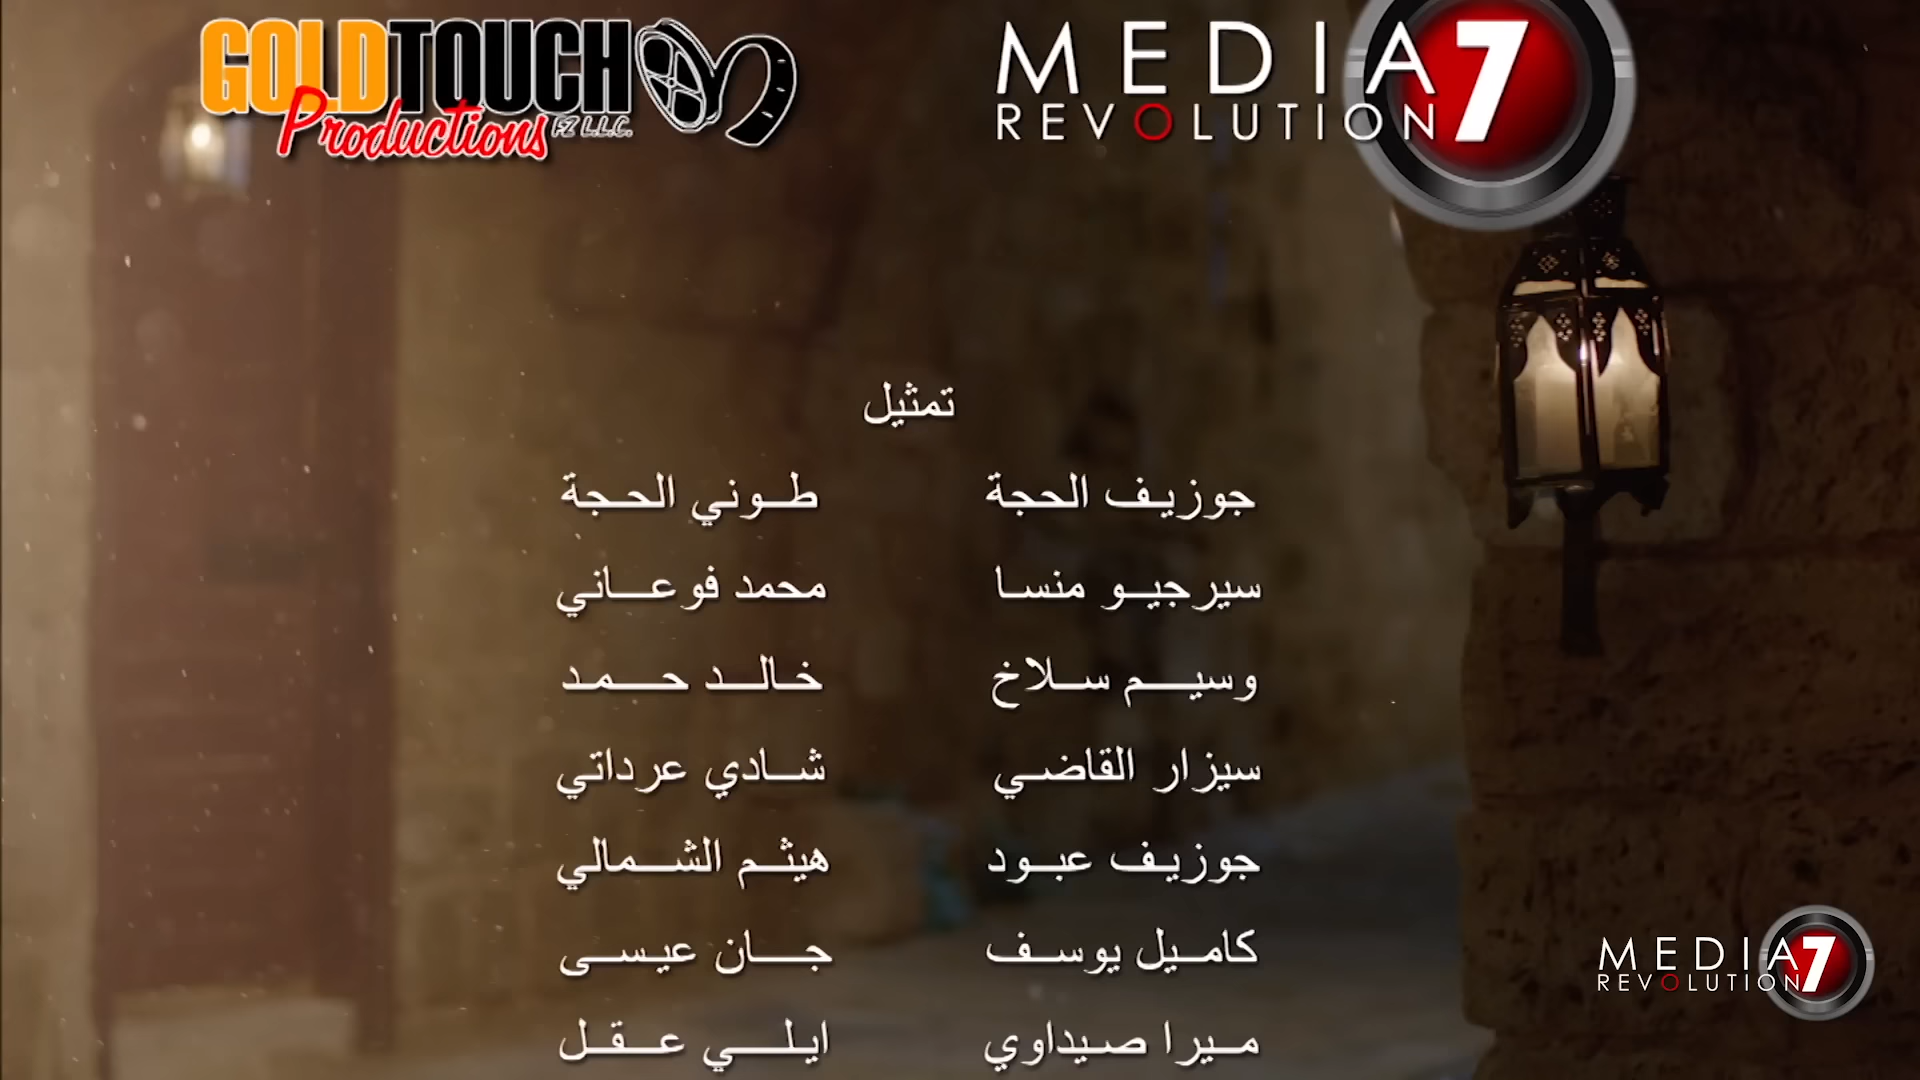 GOLDTOUCH
Productions FZ L.L.C.
MEDIA 7
REVOLUTION
تمثيل
جوزيف الحجة طوني الحجة
سيرجيو منسا محمد فوعاني
وسيم سلاخ خالد حمد
سيزار القاضي شادي عرداتي
جوزيف عبود هيثم الشمالي
كاميل يوسف جان عيسى
ميرا صيداوي ايلي عقل
MEDIA 7
REVOLUTION